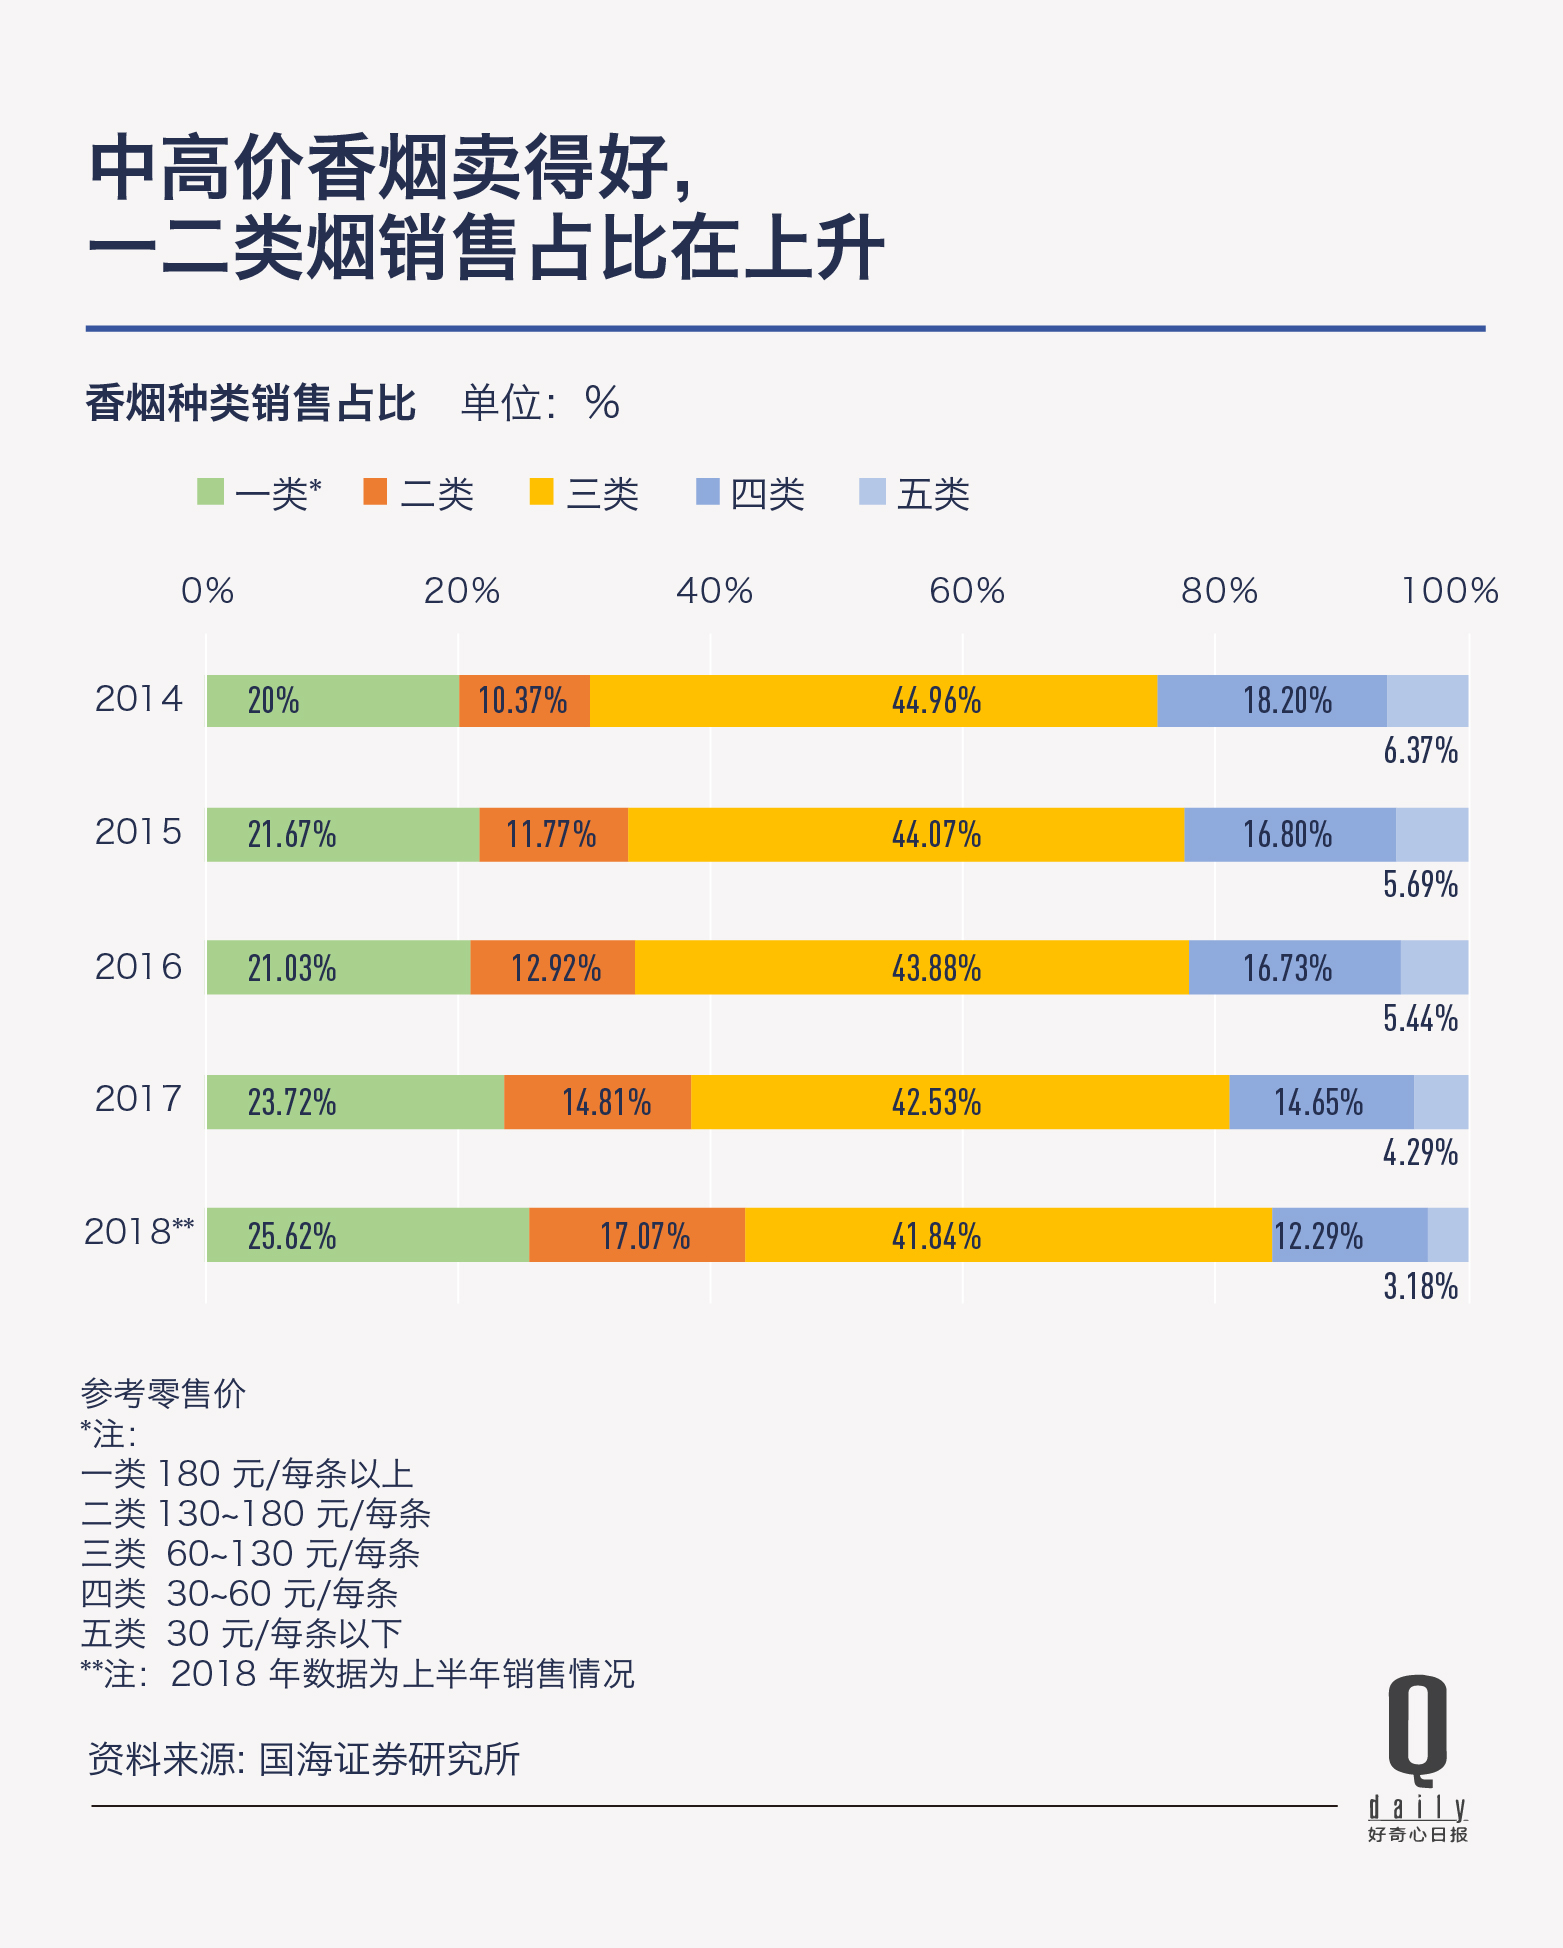 中高价香烟卖得好，
一二类烟销售占比在上升
香烟种类销售占比 单位：%
一类* 二类 三类 四类 五类
0% 20% 40% 60% 80% 100%
2014 20% 10.37% 44.96% 18.20%
6.37%
2015 21.67% 11.77% 44.07% 16.80%
5.69%
2016 21.03% 12.92% 43.88% 16.73%
5.44%
2017 23.72% 14.81% 42.53% 14.65%
4.29%
2018** 25.62% 17.07% 41.84% 12.29%
3.18%
参考零售价
*注：
一类 180 元/每条以上
二类 130~180 元/每条
三类 60~130 元/每条
四类 30~60 元/每条
五类 30 元/每条以下
**注：2018 年数据为上半年销售情况
资料来源: 国海证券研究所
Q
daily
好奇心日报